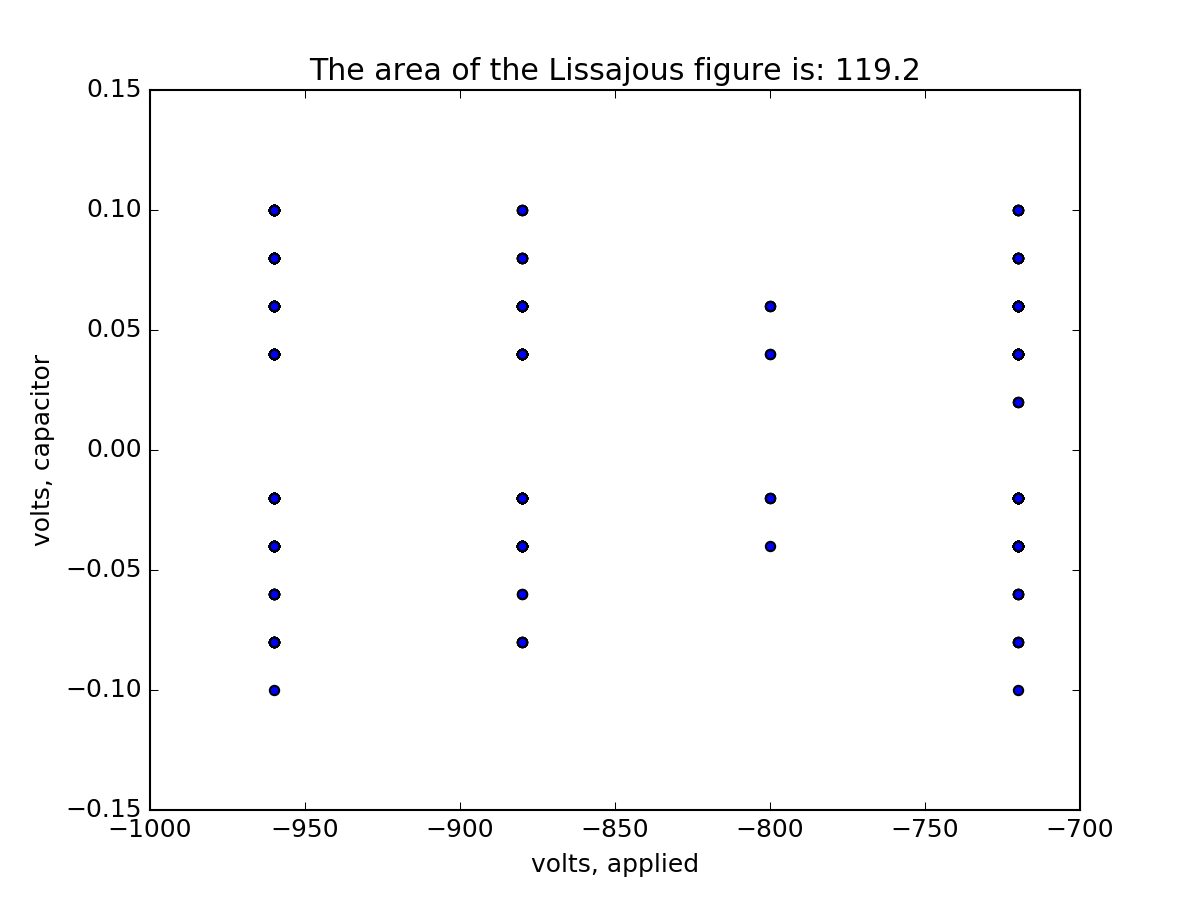 The area of the Lissajous figure is: 119.2
0.15
0.10
0.05
0.00
−0.05
−0.10
−0.15
volts, capacitor
−1000 −950 −900 −850 −800 −750 −700
volts, applied